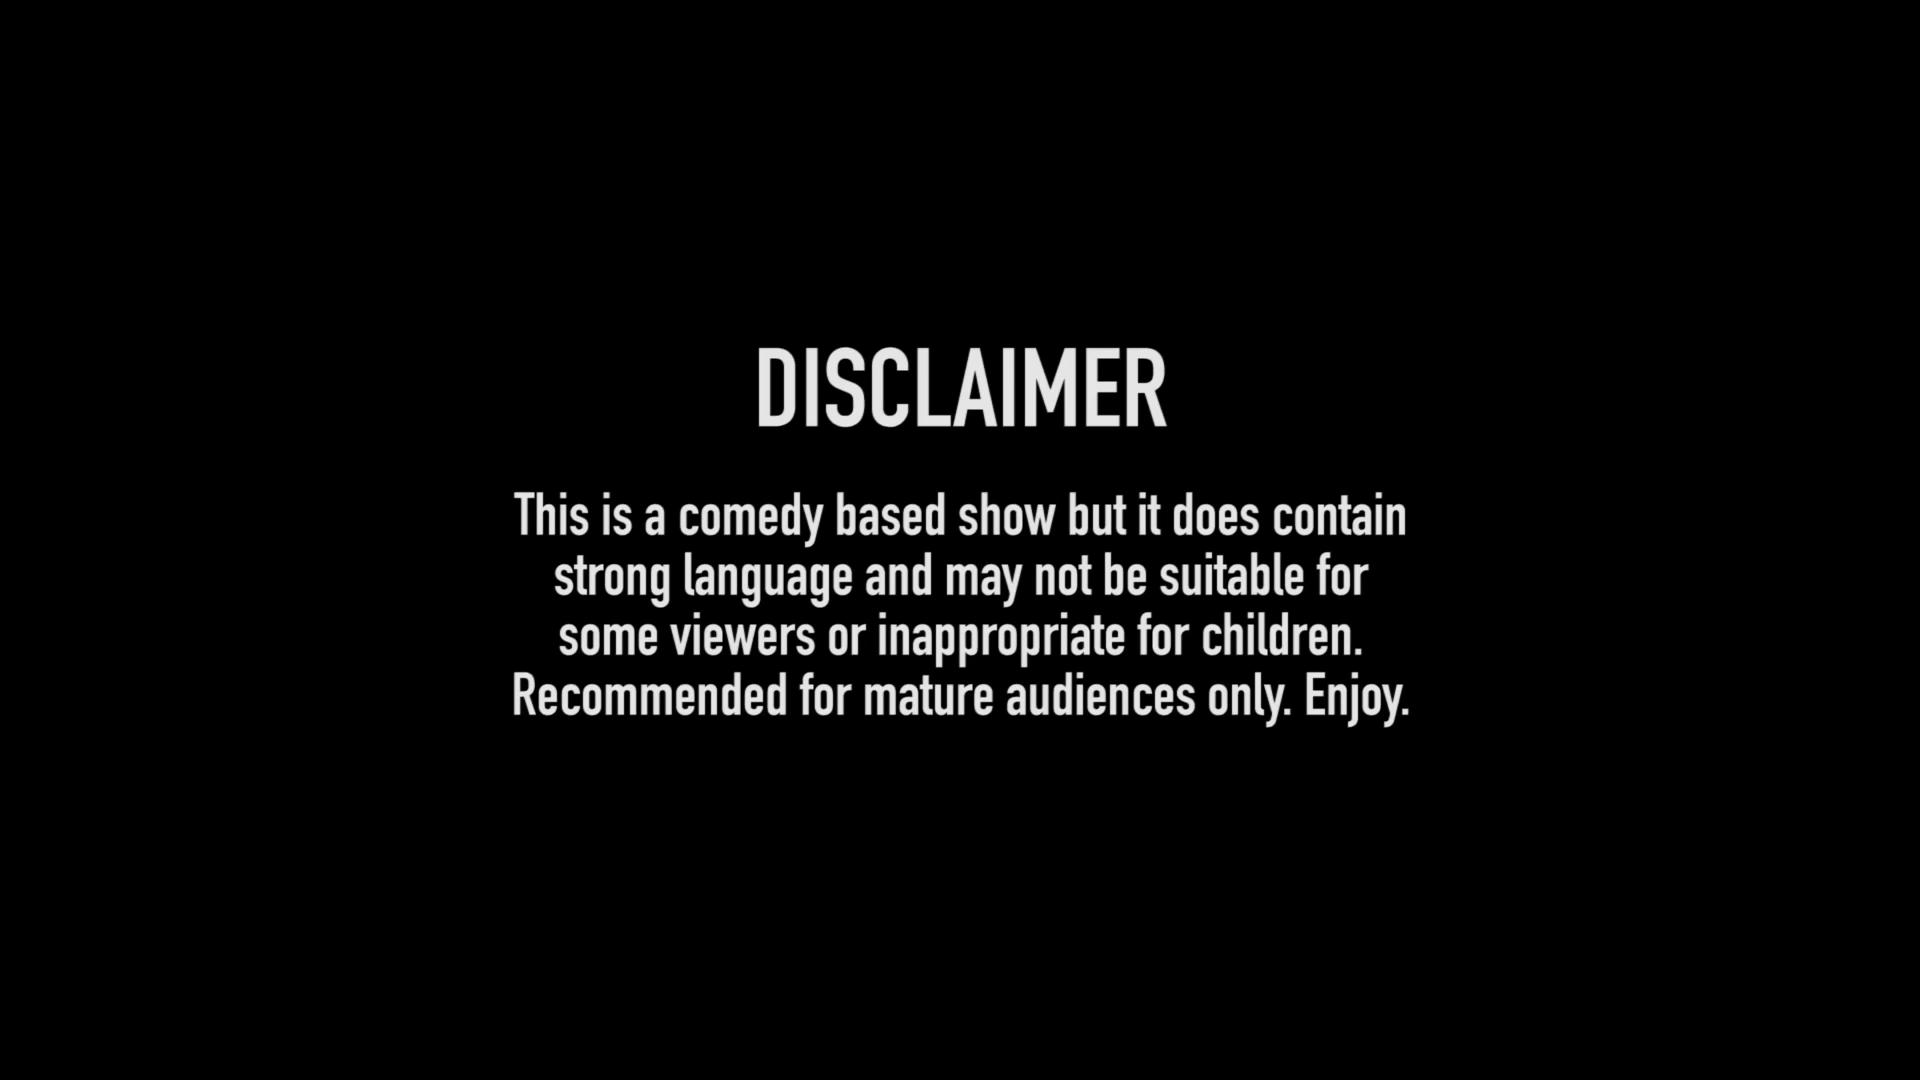 DISCLAIMER
This is a comedy based show but it does contain
strong language and may not be suitable for
some viewers or inappropriate for children.
Recommended for mature audiences only. Enjoy.